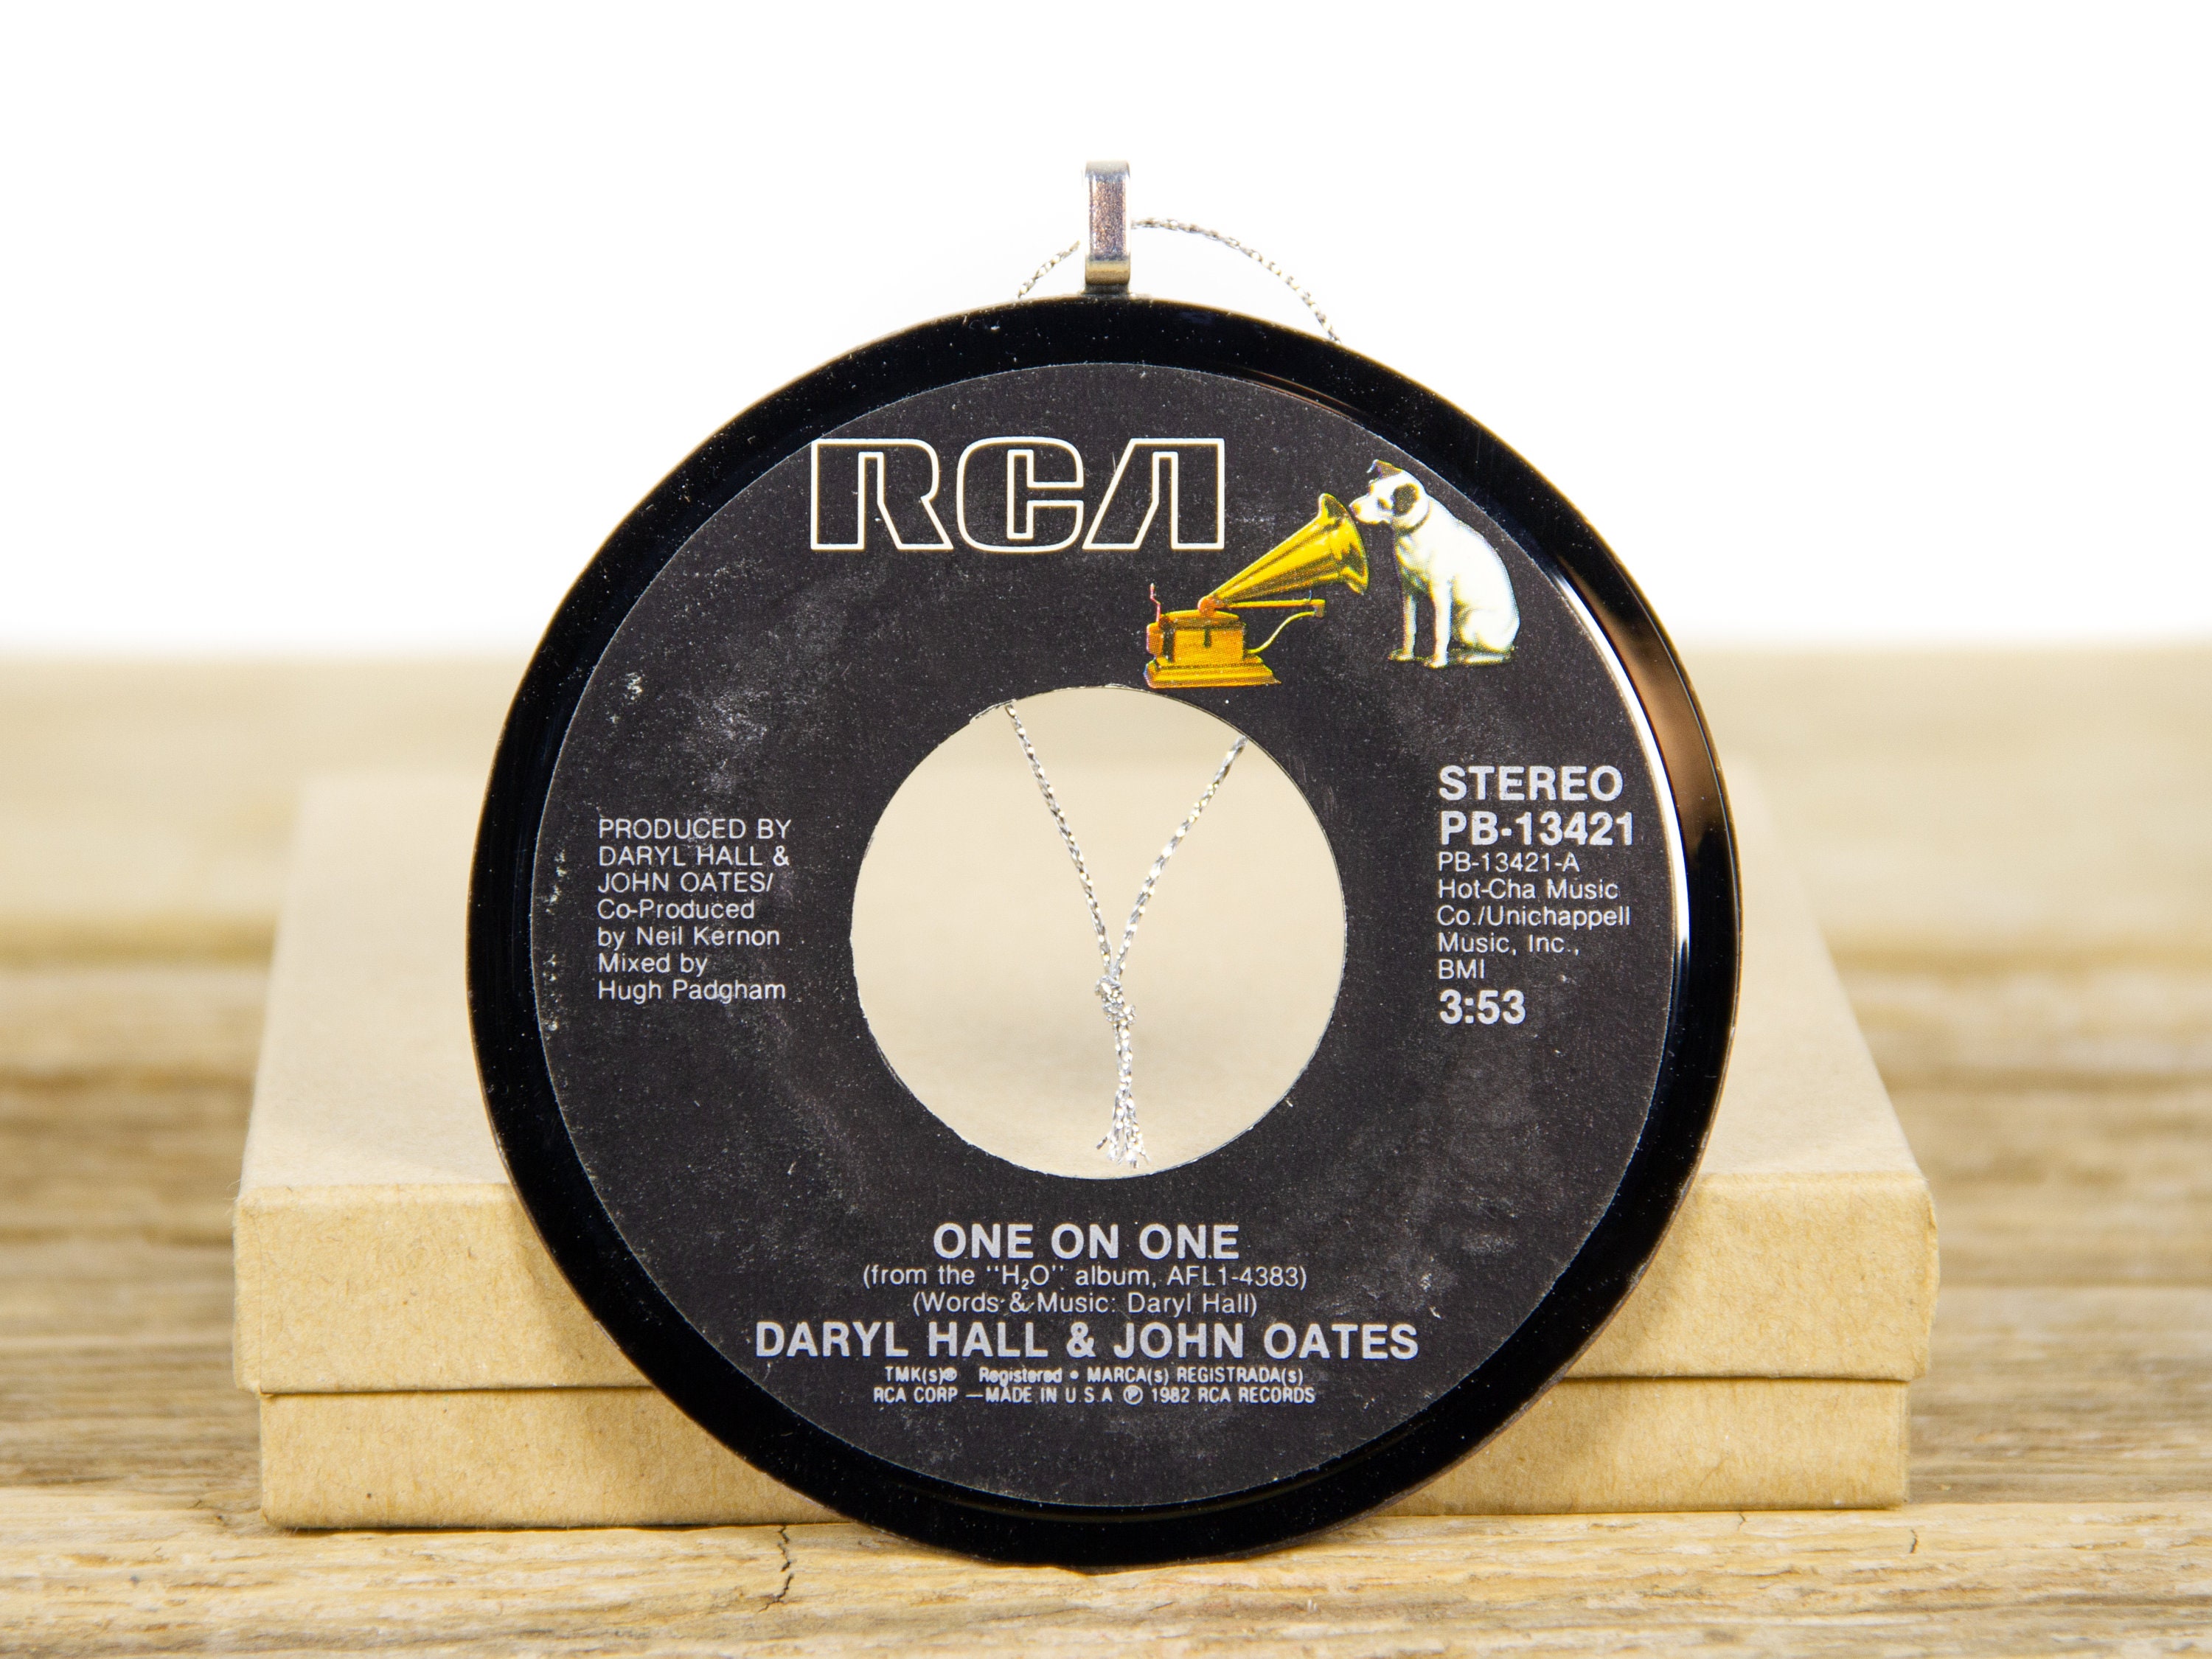 RCA
PRODUCED BY
DARYL HALL &
JOHN OATES/
Co-Produced
by Neil Kernon
Mixed by
Hugh Padgham
STEREO
PB-13421
PB-13421-A
Hot-Cha Music
Co./Unichappell
Music, Inc.,
BMI
3:53
ONE ON ONE
(from the "H₂O" album, AFL1-4383)
(Words & Music: Daryl Hall)
DARYL HALL & JOHN OATES
TMK(s)® Registered • MARCA(s) REGISTRADA(s)
RCA CORP —MADE IN U.S.A ℗ 1982 RCA RECORDS